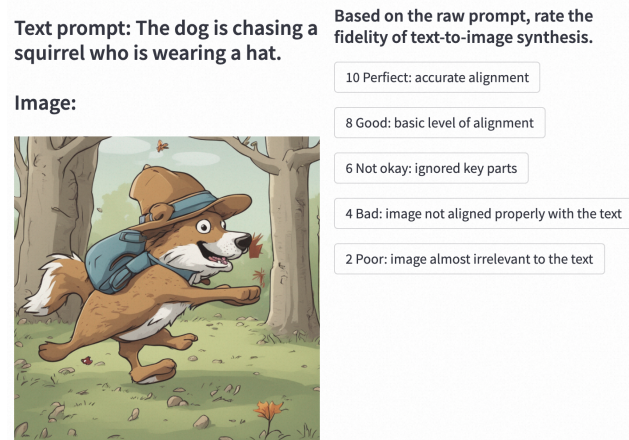 Text prompt: The dog is chasing a
squirrel who is wearing a hat.
Image:
Based on the raw prompt, rate the
fidelity of text-to-image synthesis.
10 Perfiect: accurate alignment
8 Good: basic level of alignment
6 Not okay: ignored key parts
4 Bad: image not aligned properly with the text
2 Poor: image almost irrelevant to the text